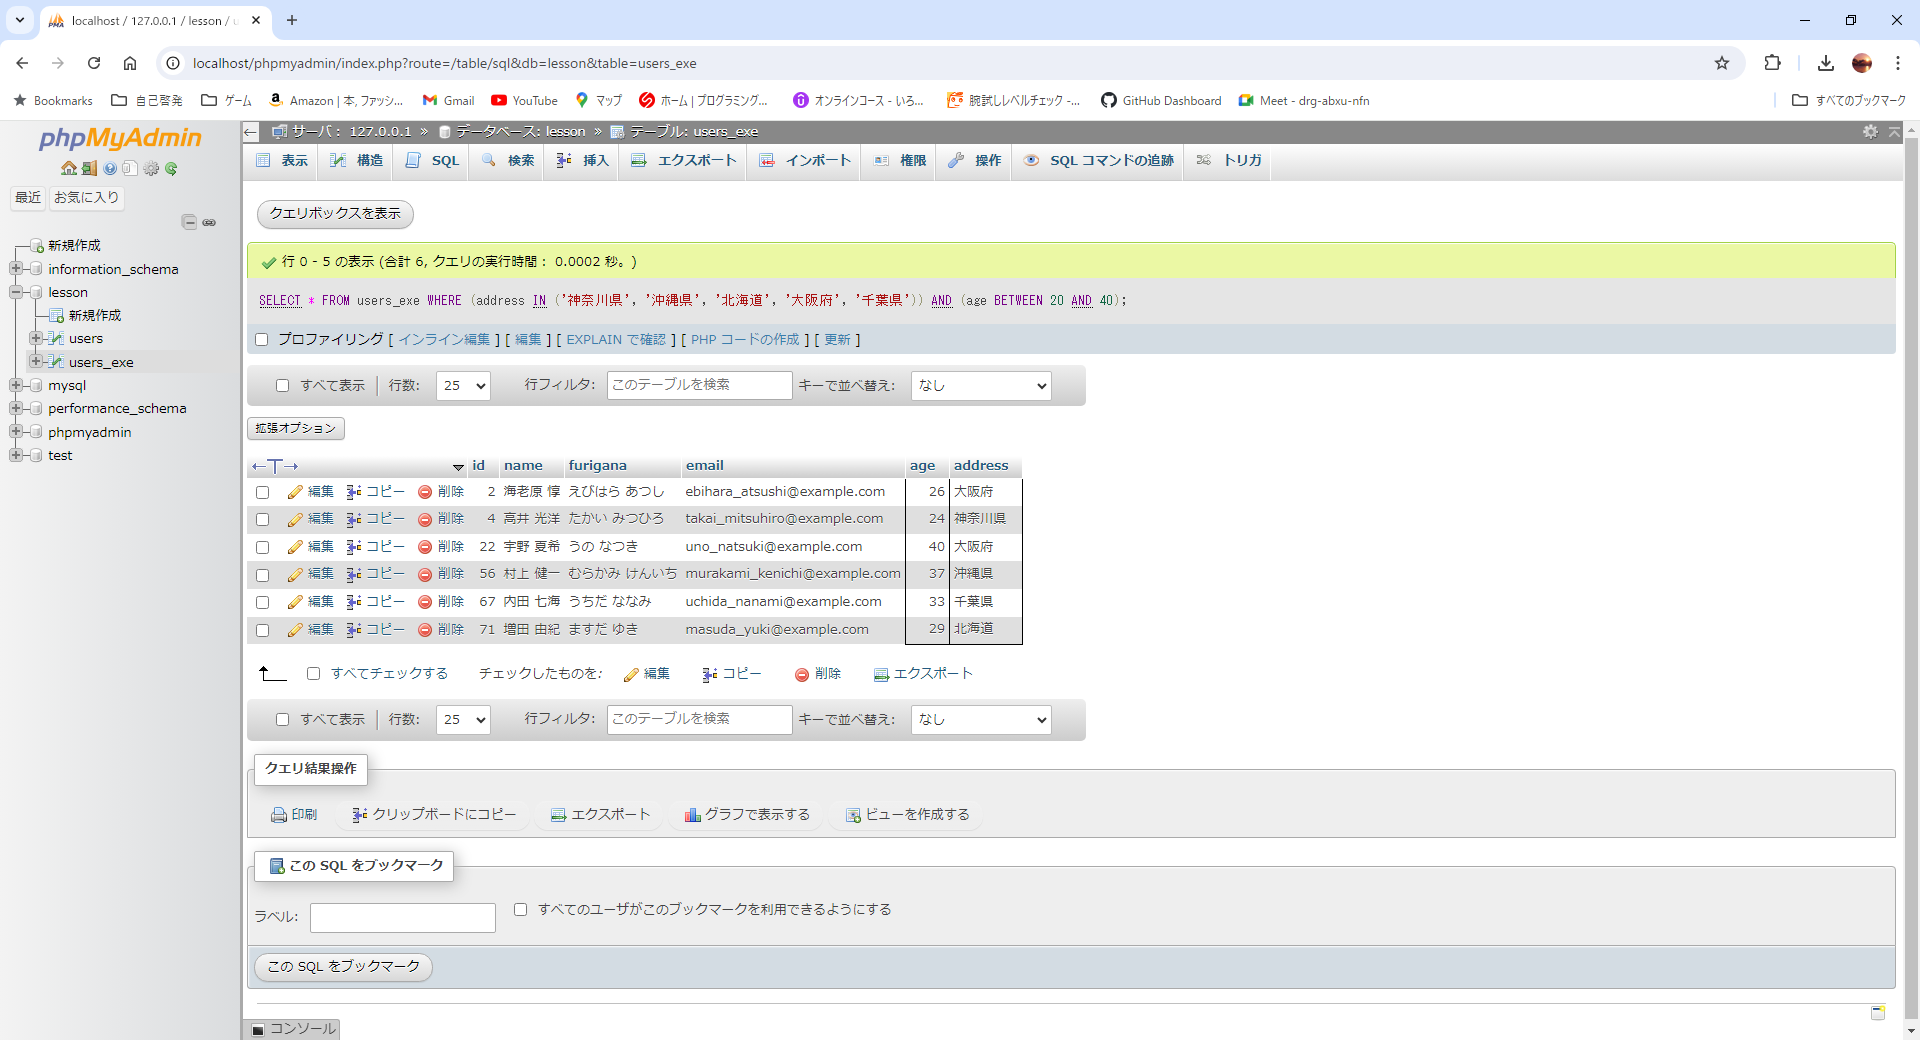 localhost / 127.0.0.1 / lesson / u
localhost/phpmyadmin/index.php?route=/table/sql&db=lesson&table=users_exe
Bookmarks 自己啓発 ゲーム Amazon | 本, ファッシ... Gmail YouTube マップ ホーム | プログラミング... オンラインコース - いろ... 腕試しレベルチェック -... GitHub Dashboard Meet - drg-abxu-nfn すべてのブックマーク
phpMyAdmin
最近 お気に入り
新規作成
information_schema
lesson
新規作成
users
users_exe
mysql
performance_schema
phpmyadmin
test
サーバ： 127.0.0.1 » データベース: lesson » テーブル: users_exe
表示 構造 SQL 検索 挿入 エクスポート インポート 権限 操作 SQL コマンドの追跡 トリガ
クエリボックスを表示
行 0 - 5 の表示 (合計 6, クエリの実行時間： 0.0002 秒。)
SELECT * FROM users_exe WHERE (address IN ('神奈川県', '沖縄県', '北海道', '大阪府', '千葉県')) AND (age BETWEEN 20 AND 40);
プロファイリング [ インライン編集 ] [ 編集 ] [ EXPLAIN で確認 ] [ PHP コードの作成 ] [ 更新 ]
すべて表示 行数: 25 行フィルタ: このテーブルを検索 キーで並べ替え: なし
拡張オプション
id name furigana email age address
編集 コピー 削除 2 海老原 惇 えびはら あつし ebihara_atsushi@example.com 26 大阪府
編集 コピー 削除 4 高井 光洋 たかい みつひろ takai_mitsuhiro@example.com 24 神奈川県
編集 コピー 削除 22 宇野 夏希 うの なつき uno_natsuki@example.com 40 大阪府
編集 コピー 削除 56 村上 健一 むらかみ けんいち murakami_kenichi@example.com 37 沖縄県
編集 コピー 削除 67 内田 七海 うちだ ななみ uchida_nanami@example.com 33 千葉県
編集 コピー 削除 71 増田 由紀 ますだ ゆき masuda_yuki@example.com 29 北海道
すべてチェックする チェックしたものを: 編集 コピー 削除 エクスポート
すべて表示 行数: 25 行フィルタ: このテーブルを検索 キーで並べ替え: なし
クエリ結果操作
印刷 クリップボードにコピー エクスポート グラフで表示する ビューを作成する
この SQL をブックマーク
ラベル: すべてのユーザがこのブックマークを利用できるようにする
この SQL をブックマーク
コンソール